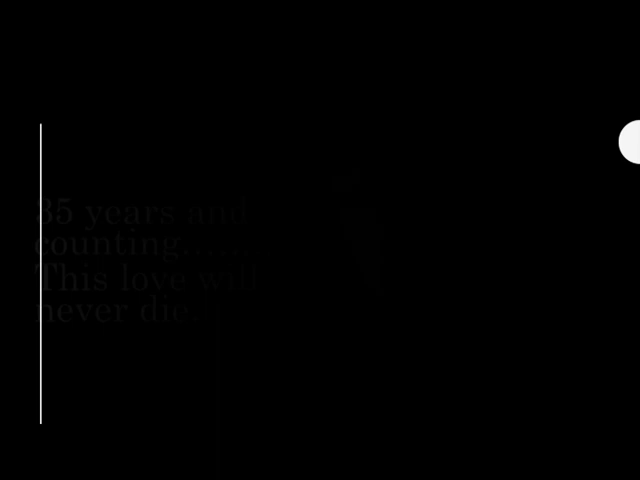 35 years and
counting......
This love will
never die.